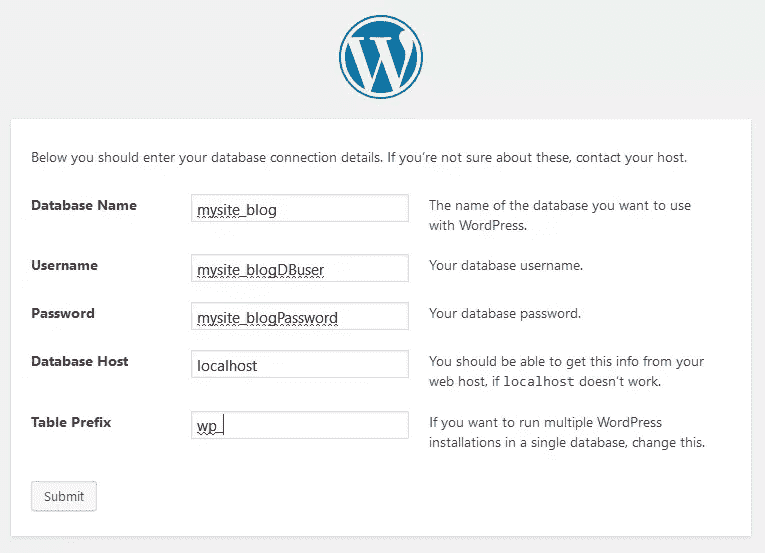 Below you should enter your database connection details. If you're not sure about these, contact your host.
Database Name
mysite_blog
The name of the database you want to use
with WordPress.
Username
mysite_blogDBuser
Your database username.
Password
mysite_blogPassword
Your database password.
Database Host
localhost
You should be able to get this info from your
web host, if localhost doesn't work.
Table Prefix
wp_
If you want to run multiple WordPress
installations in a single database, change this.
Submit